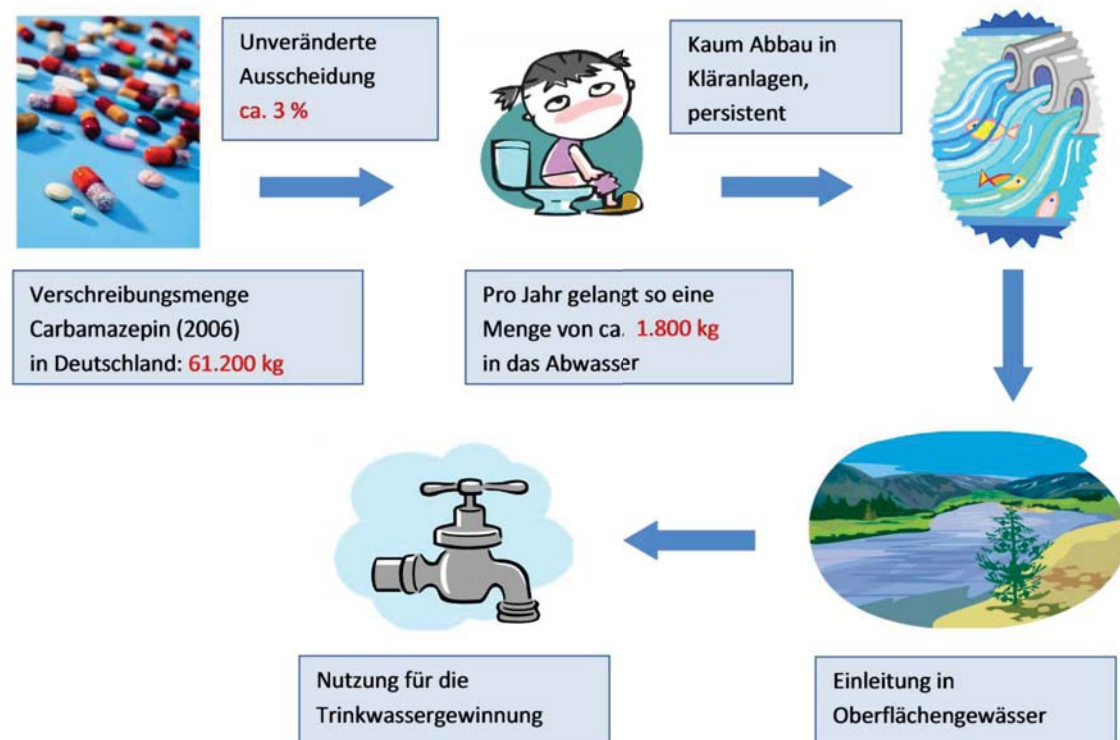 Unveränderte
Ausscheidung
ca. 3 %
Kaum Abbau in
Kläranlagen,
persistent
Verschreibungsmenge
Carbamazepin (2006)
in Deutschland: 61.200 kg
Pro Jahr gelangt so eine
Menge von ca. 1.800 kg
in das Abwasser
Nutzung für die
Trinkwassergewinnung
Einleitung in
Oberflächengewässer